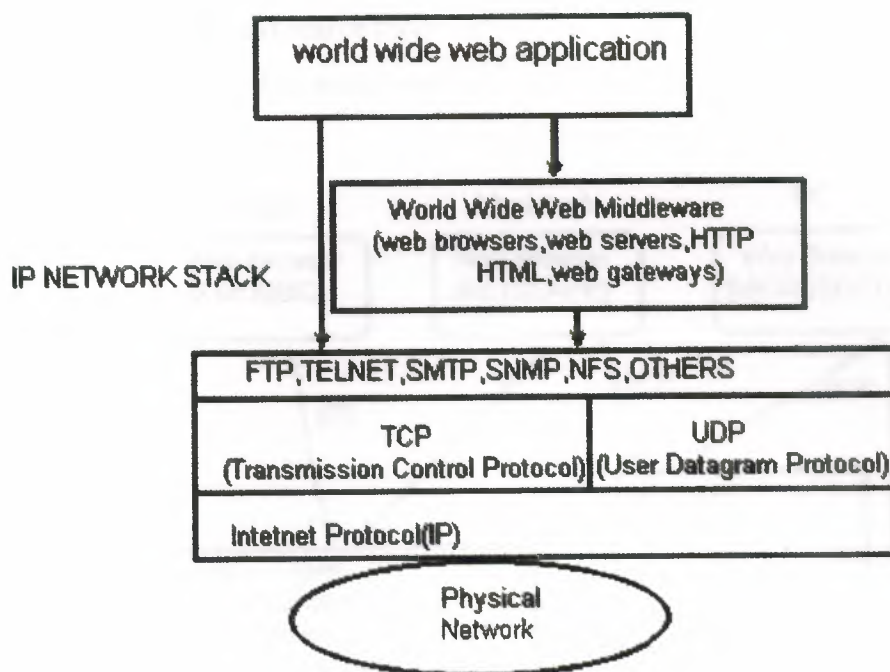 world wide web application
World Wide Web Middleware
(web browsers,web servers,HTTP
HTML,web gateways)
IP NETWORK STACK
FTP,TELNET,SMTP,SNMP,NFS,OTHERS
TCP
(Transmission Control Protocol)
UDP
(User Datagram Protocol)
Intetnet Protocol(IP)
Physical
Network